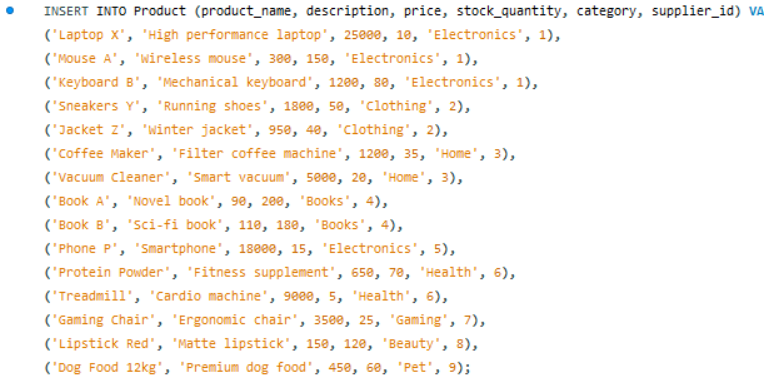 INSERT INTO Product (product_name, description, price, stock_quantity, category, supplier_id) VA
('Laptop X', 'High performance laptop', 25000, 10, 'Electronics', 1),
('Mouse A', 'Wireless mouse', 300, 150, 'Electronics', 1),
('Keyboard B', 'Mechanical keyboard', 1200, 80, 'Electronics', 1),
('Sneakers Y', 'Running shoes', 1800, 50, 'Clothing', 2),
('Jacket Z', 'Winter jacket', 950, 40, 'Clothing', 2),
('Coffee Maker', 'Filter coffee machine', 1200, 35, 'Home', 3),
('Vacuum Cleaner', 'Smart vacuum', 5000, 20, 'Home', 3),
('Book A', 'Novel book', 90, 200, 'Books', 4),
('Book B', 'Sci-fi book', 110, 180, 'Books', 4),
('Phone P', 'Smartphone', 18000, 15, 'Electronics', 5),
('Protein Powder', 'Fitness supplement', 650, 70, 'Health', 6),
('Treadmill', 'Cardio machine', 9000, 5, 'Health', 6),
('Gaming Chair', 'Ergonomic chair', 3500, 25, 'Gaming', 7),
('Lipstick Red', 'Matte lipstick', 150, 120, 'Beauty', 8),
('Dog Food 12kg', 'Premium dog food', 450, 60, 'Pet', 9);